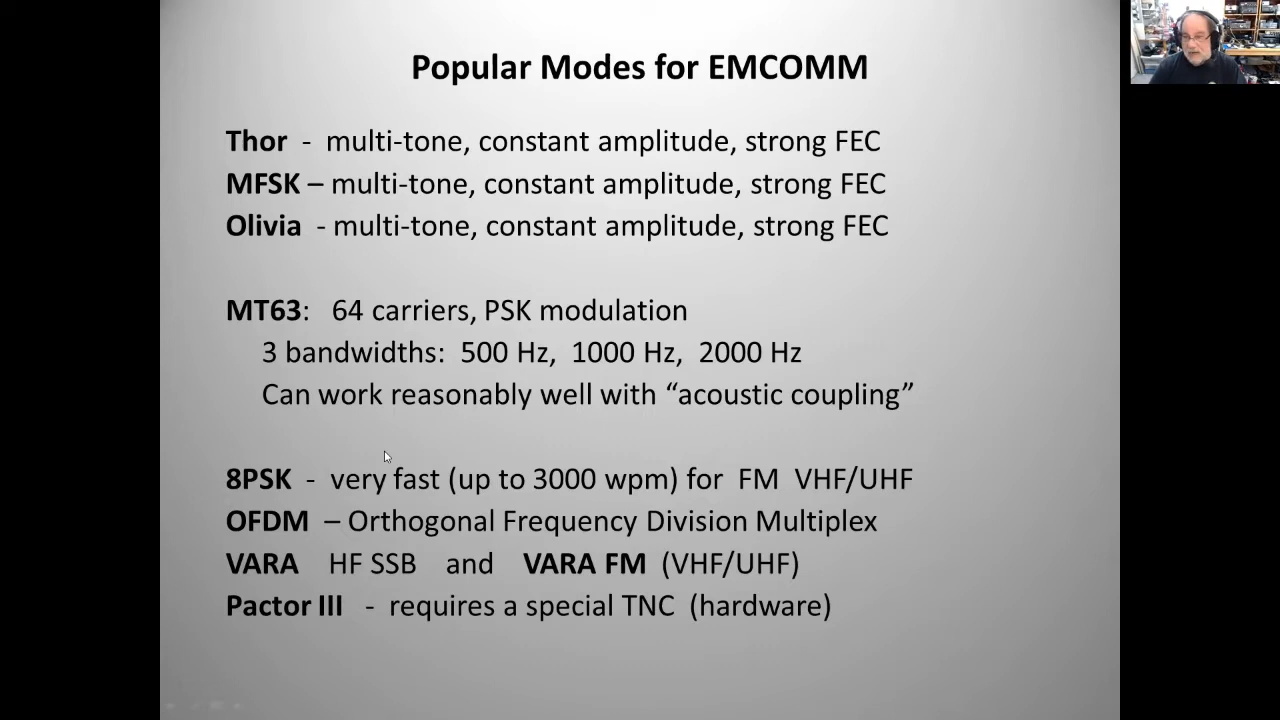 Popular Modes for EMCOMM
Thor - multi-tone, constant amplitude, strong FEC
MFSK – multi-tone, constant amplitude, strong FEC
Olivia - multi-tone, constant amplitude, strong FEC
MT63: 64 carriers, PSK modulation
3 bandwidths: 500 Hz, 1000 Hz, 2000 Hz
Can work reasonably well with “acoustic coupling”
8PSK - very fast (up to 3000 wpm) for FM VHF/UHF
OFDM – Orthogonal Frequency Division Multiplex
VARA HF SSB and VARA FM (VHF/UHF)
Pactor III - requires a special TNC (hardware)